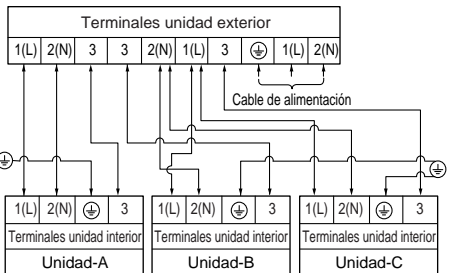 Terminales unidad exterior
1(L) 2(N) 3 3 2(N) 1(L) 3 1(L) 2(N)
Cable de alimentación
1(L) 2(N) 3 1(L) 2(N) 3 1(L) 2(N) 3
Terminales unidad interior Terminales unidad interior Terminales unidad interior
Unidad-A Unidad-B Unidad-C